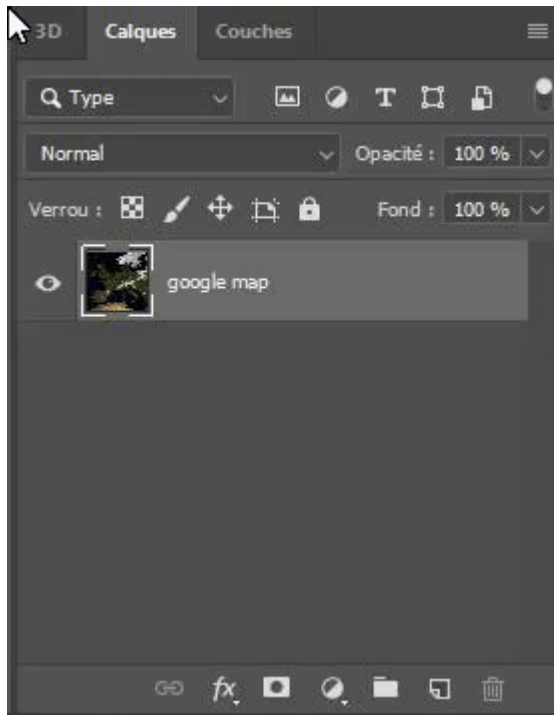 3D Calques Couches
Type
Normal Opacité : 100 %
Verrou : Fond : 100 %
google map
fx